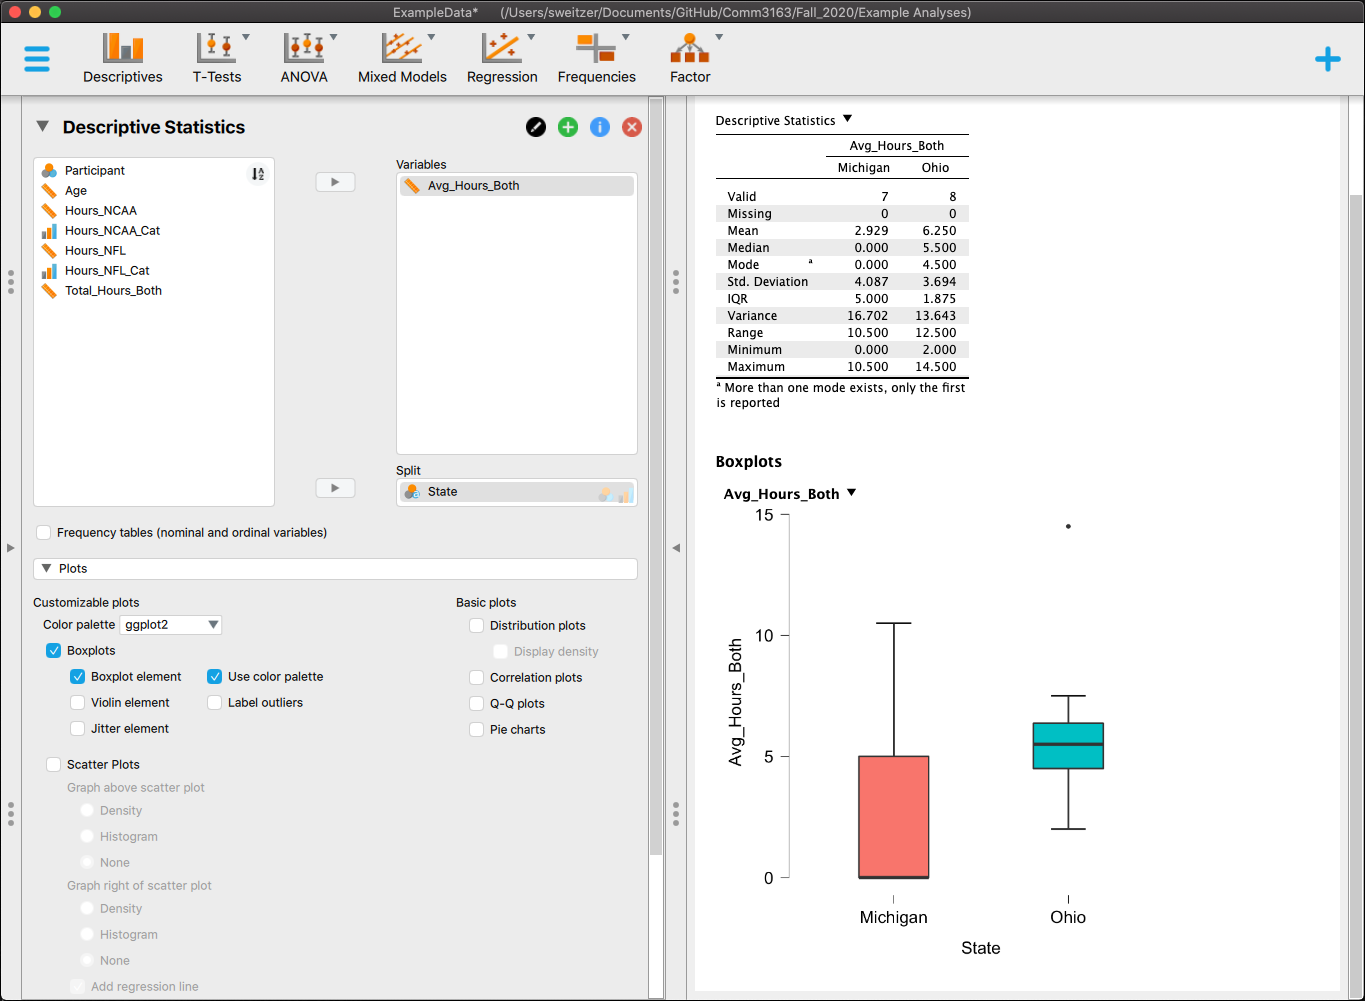 ExampleData* (/Users/sweitzer/Documents/GitHub/Comm3163/Fall_2020/Example Analyses)
Descriptives T-Tests ANOVA Mixed Models Regression Frequencies Factor
Descriptive Statistics
Participant
Age
Hours_NCAA
Hours_NCAA_Cat
Hours_NFL
Hours_NFL_Cat
Total_Hours_Both
Variables
Avg_Hours_Both
Split
State
Frequency tables (nominal and ordinal variables)
Plots
Customizable plots
Color palette ggplot2
Boxplots
Boxplot element Use color palette
Violin element Label outliers
Jitter element
Scatter Plots
Graph above scatter plot
Density
Histogram
None
Graph right of scatter plot
Density
Histogram
None
Add regression line
Basic plots
Distribution plots
Display density
Correlation plots
Q-Q plots
Pie charts
Descriptive Statistics
Avg_Hours_Both
Michigan Ohio
Valid 7 8
Missing 0 0
Mean 2.929 6.250
Median 0.000 5.500
Mode a 0.000 4.500
Std. Deviation 4.087 3.694
IQR 5.000 1.875
Variance 16.702 13.643
Range 10.500 12.500
Minimum 0.000 2.000
Maximum 10.500 14.500
a More than one mode exists, only the first
is reported
Boxplots
Avg_Hours_Both
15
10
5
0
Avg_Hours_Both
Michigan Ohio
State